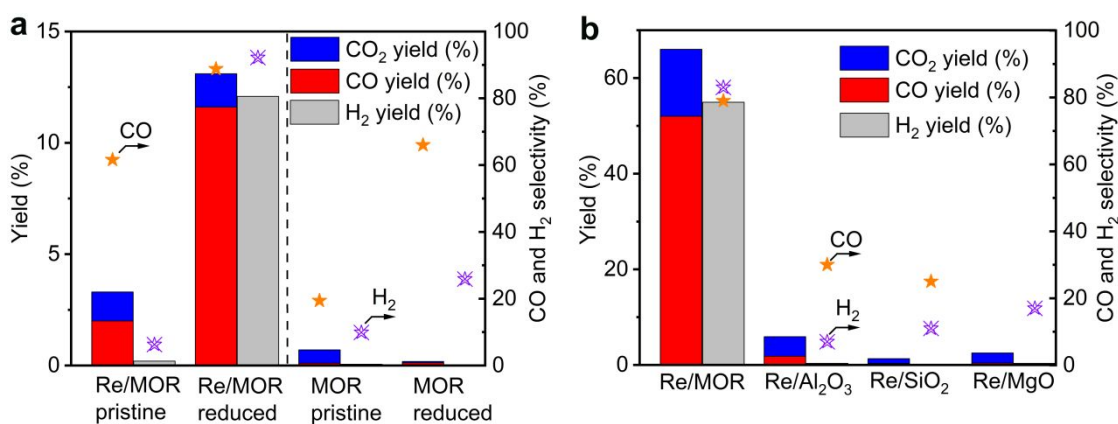 a
15
10
5
0
Yield (%)
CO₂ yield (%)
CO yield (%)
H₂ yield (%)
CO
H₂
100
80
60
40
20
0
CO and H₂ selectivity (%)
Re/MOR pristine
Re/MOR reduced
MOR pristine
MOR reduced
b
60
40
20
0
Yield (%)
CO₂ yield (%)
CO yield (%)
H₂ yield (%)
CO
H₂
100
80
60
40
20
0
CO and H₂ selectivity (%)
Re/MOR
Re/Al₂O₃
Re/SiO₂
Re/MgO